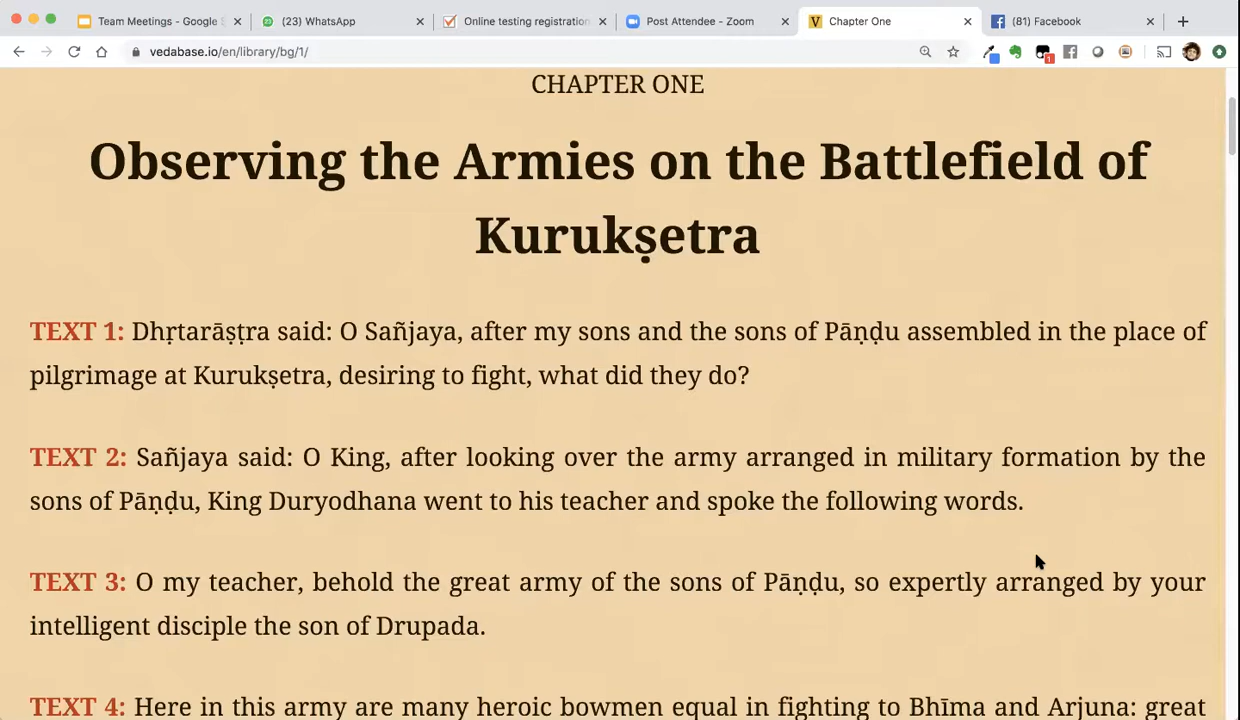 Team Meetings - Google S
(23) WhatsApp
Online testing registration
Post Attendee - Zoom
Chapter One
(81) Facebook
vedabase.io/en/library/bg/1/
CHAPTER ONE
Observing the Armies on the Battlefield of
Kurukṣetra
TEXT 1: Dhṛtarāṣṭra said: O Sañjaya, after my sons and the sons of Pāṇḍu assembled in the place of
pilgrimage at Kurukṣetra, desiring to fight, what did they do?
TEXT 2: Sañjaya said: O King, after looking over the army arranged in military formation by the
sons of Pāṇḍu, King Duryodhana went to his teacher and spoke the following words.
TEXT 3: O my teacher, behold the great army of the sons of Pāṇḍu, so expertly arranged by your
intelligent disciple the son of Drupada.
TEXT 4: Here in this army are many heroic bowmen equal in fighting to Bhīma and Arjuna: great